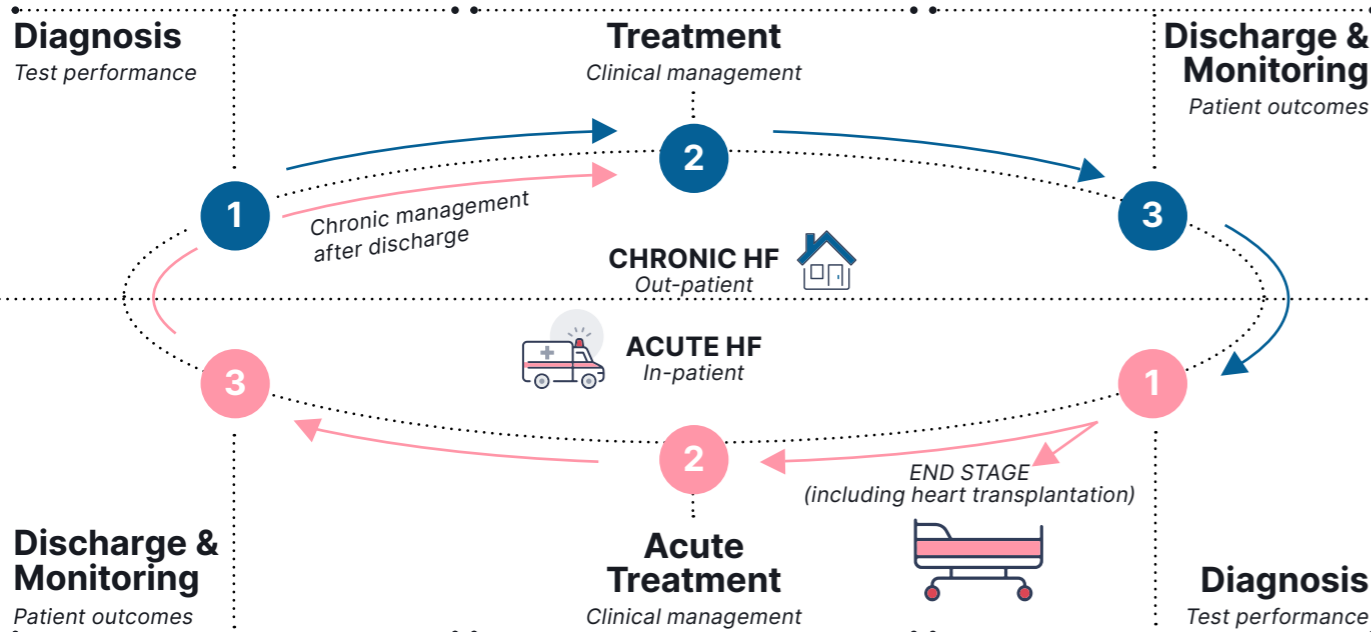 Diagnosis
Test performance
Treatment
Clinical management
Discharge &
Monitoring
Patient outcomes
1
2
3
Chronic management
after discharge
CHRONIC HF
Out-patient
ACUTE HF
In-patient
3
2
1
END STAGE
(including heart transplantation)
Discharge &
Monitoring
Patient outcomes
Acute
Treatment
Clinical management
Diagnosis
Test performance